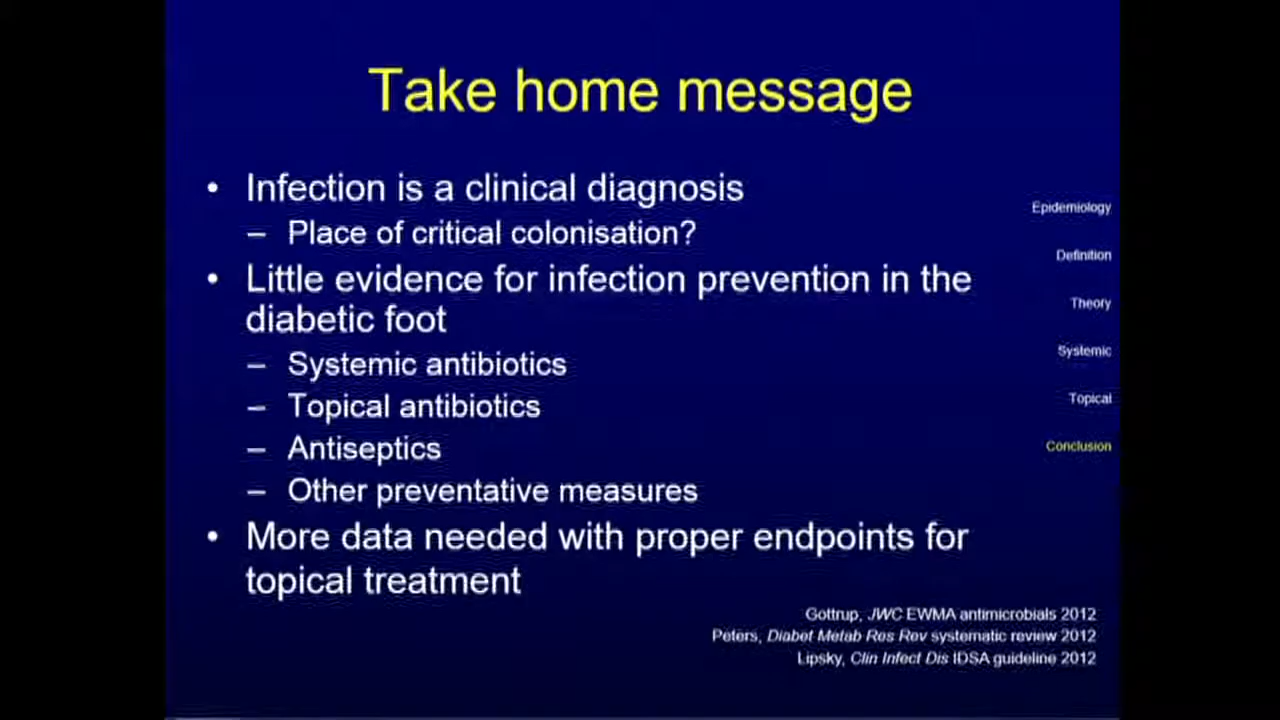 Take home message
• Infection is a clinical diagnosis
– Place of critical colonisation?
• Little evidence for infection prevention in the
diabetic foot
– Systemic antibiotics
– Topical antibiotics
– Antiseptics
– Other preventative measures
• More data needed with proper endpoints for
topical treatment
Epidemiology
Definition
Theory
Systemic
Topical
Conclusion
Gottrup, JWC EWMA antimicrobials 2012
Peters, Diabet Metab Res Rev systematic review 2012
Lipsky, Clin Infect Dis IDSA guideline 2012